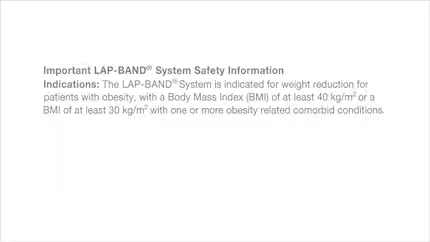 Important LAP-BAND® System Safety Information
Indications: The LAP-BAND® System is indicated for weight reduction for
patients with obesity, with a Body Mass Index (BMI) of at least 40 kg/m² or a
BMI of at least 30 kg/m² with one or more obesity related comorbid conditions.